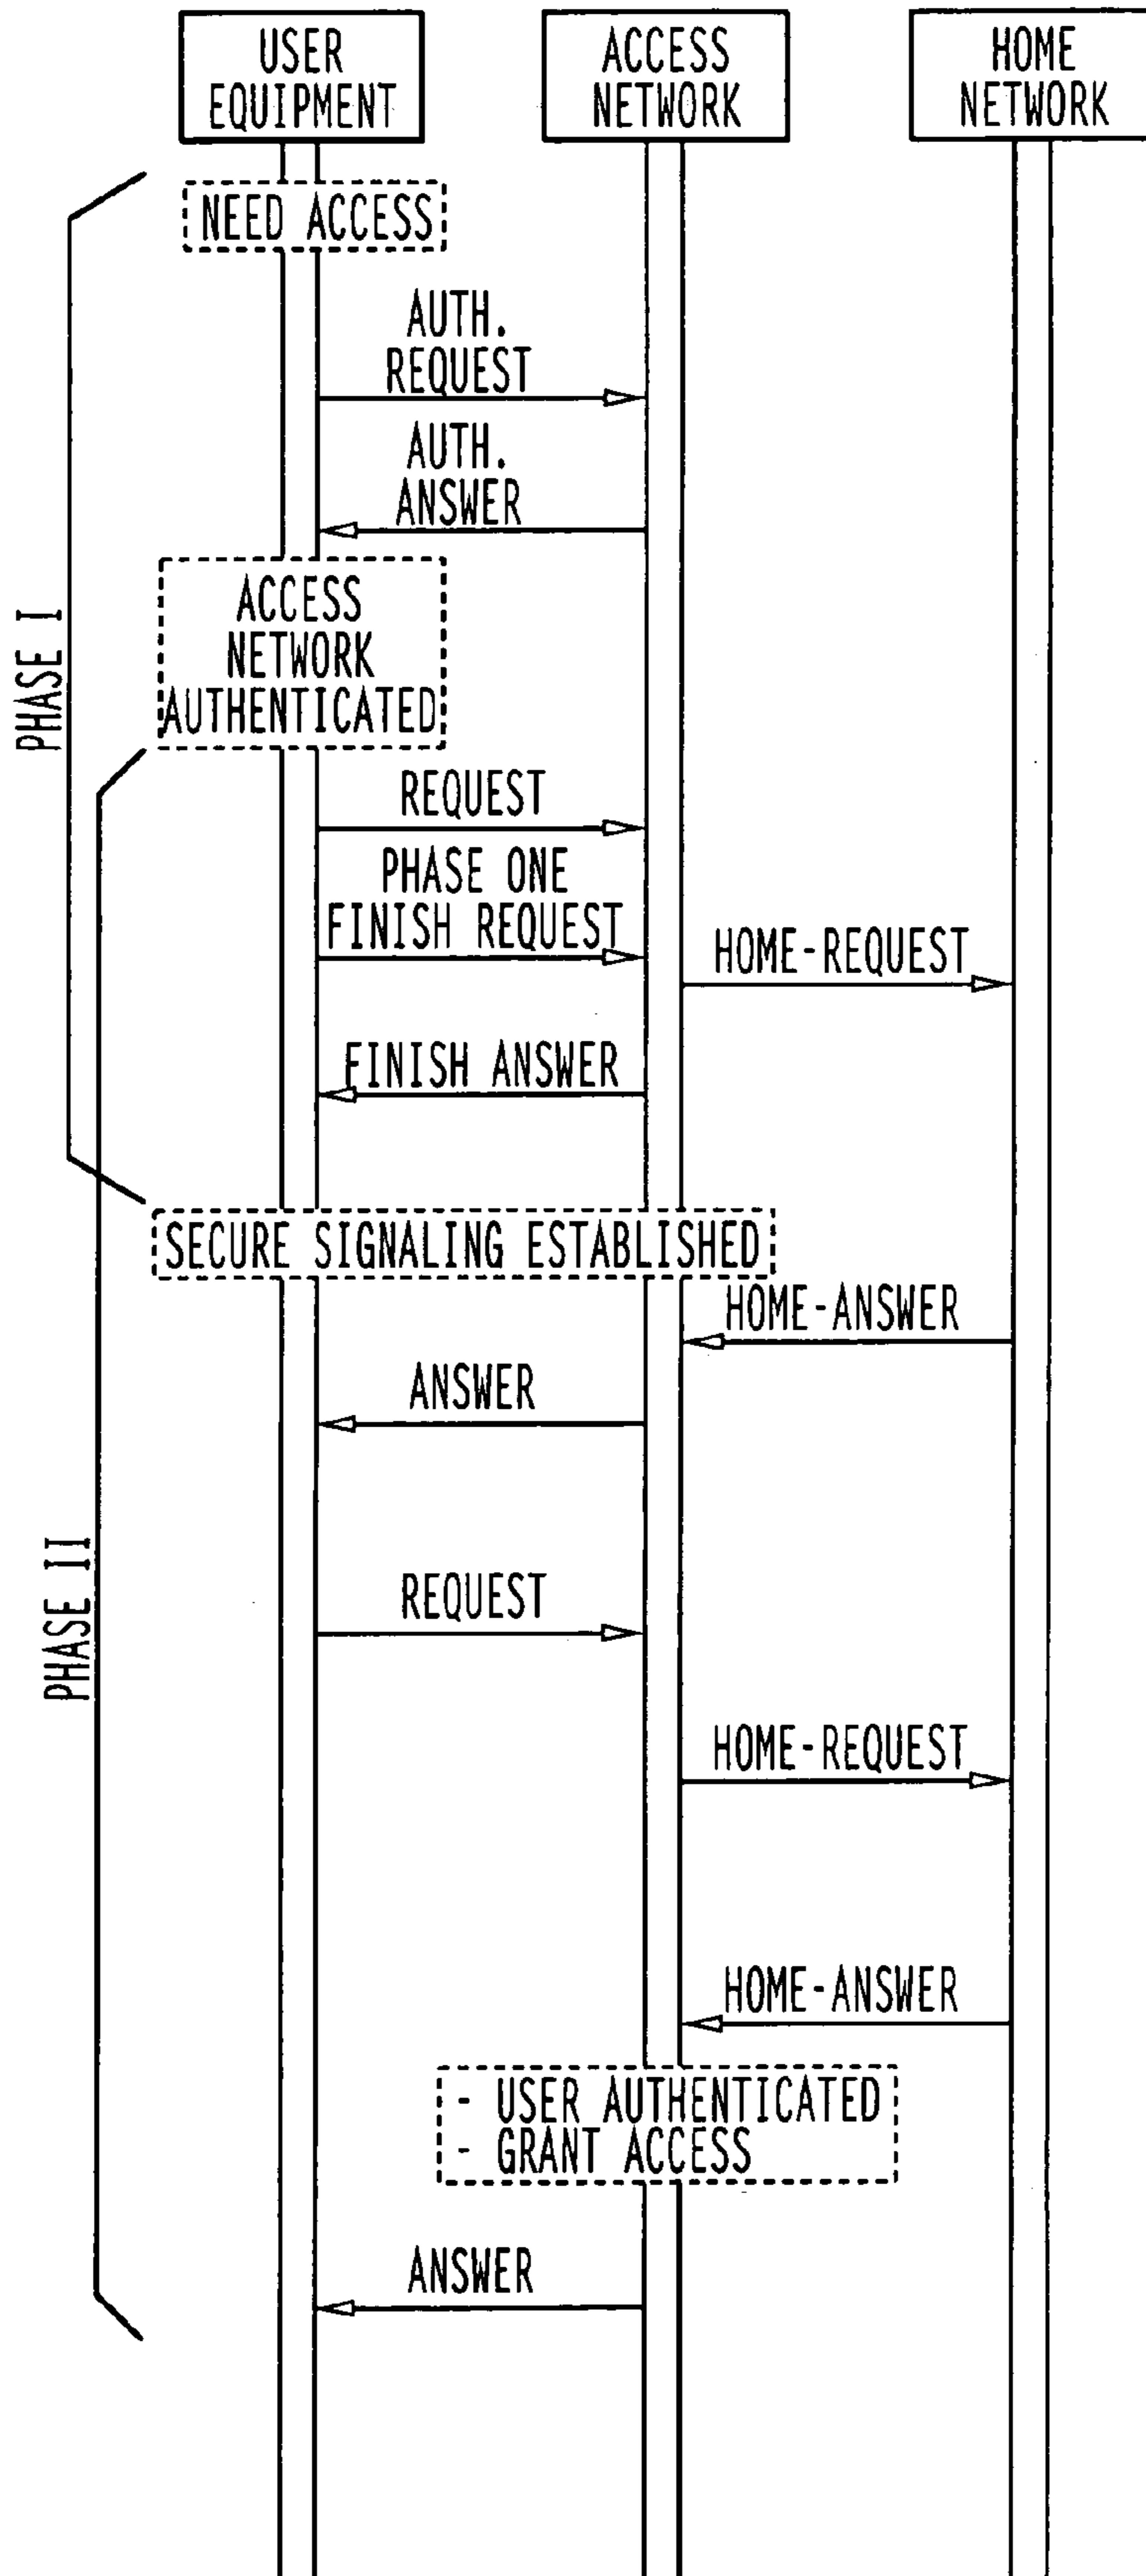 USER
EQUIPMENT
ACCESS
NETWORK
HOME
NETWORK
NEED ACCESS
AUTH.
REQUEST
AUTH.
ANSWER
ACCESS
NETWORK
AUTHENTICATED
PHASE I
REQUEST
PHASE ONE
FINISH REQUEST
HOME-REQUEST
FINISH ANSWER
SECURE SIGNALING ESTABLISHED
HOME-ANSWER
ANSWER
PHASE II
REQUEST
HOME-REQUEST
HOME-ANSWER
- USER AUTHENTICATED
- GRANT ACCESS
ANSWER